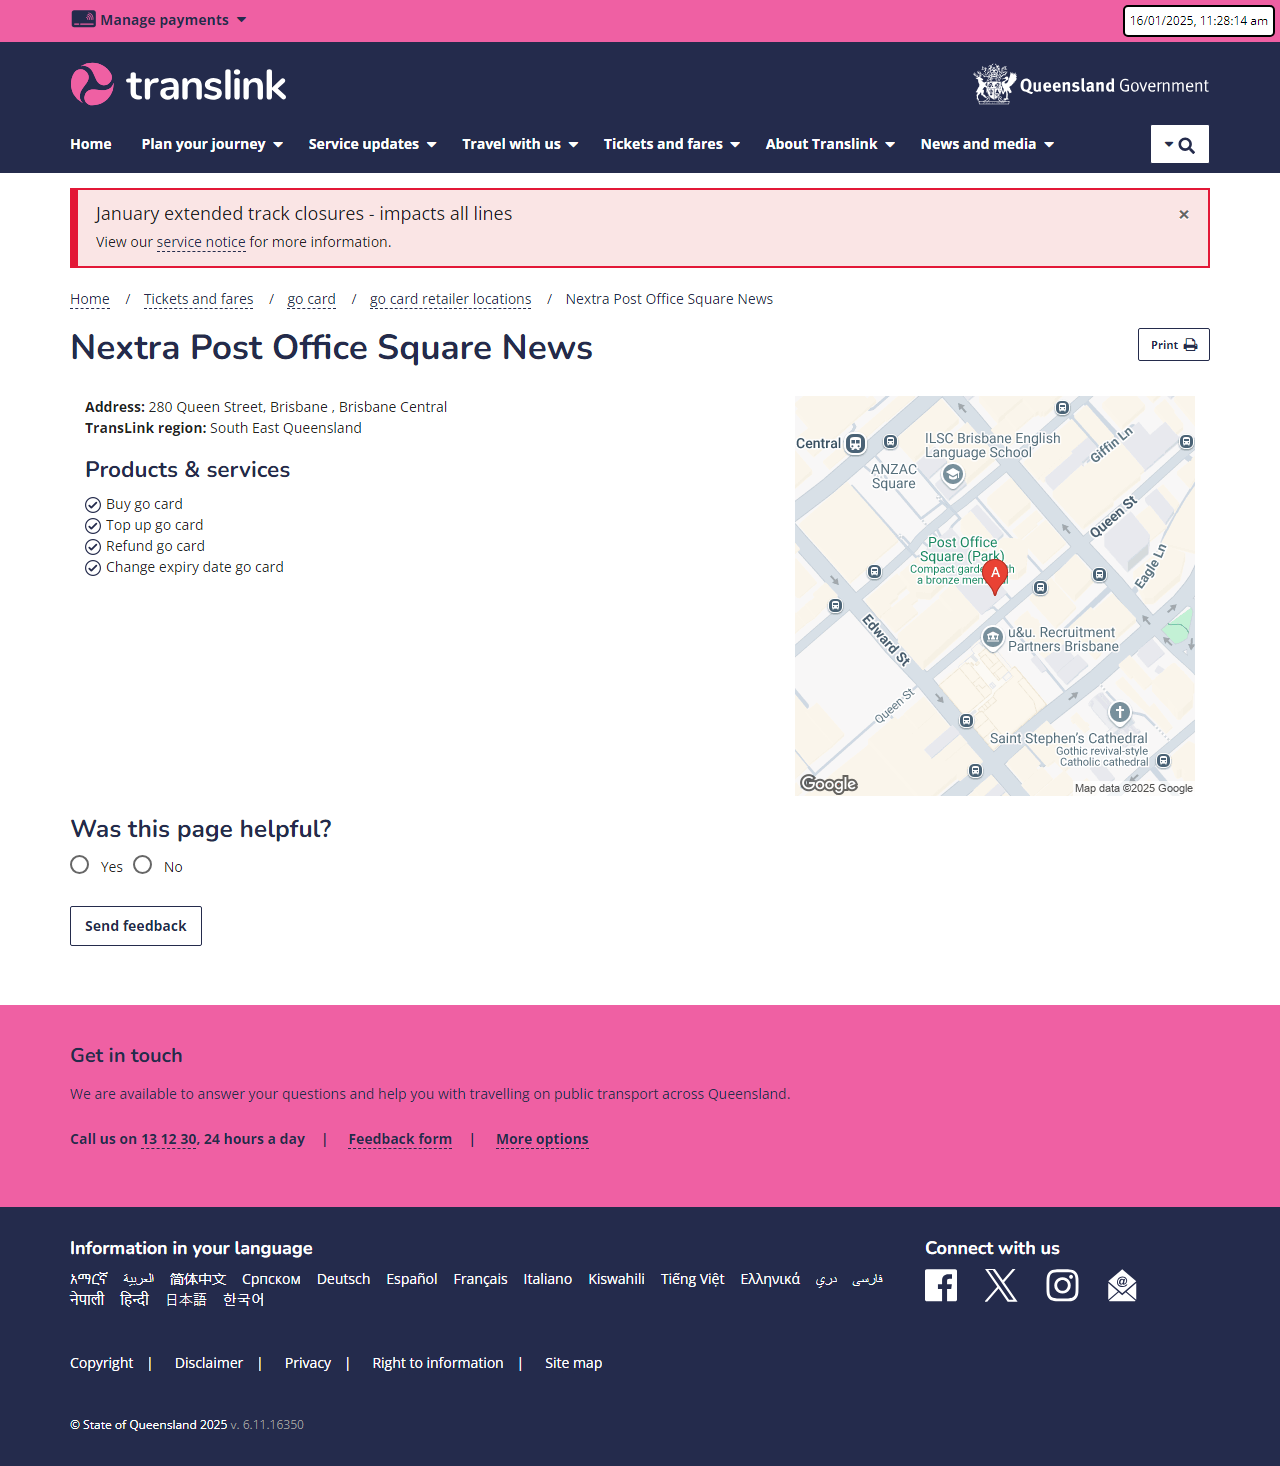 Manage payments
16/01/2025, 11:28:14 am
translink
Queensland Government
Home
Plan your journey
Service updates
Travel with us
Tickets and fares
About Translink
News and media
January extended track closures - impacts all lines
×
View our service notice for more information.
Home / Tickets and fares / go card / go card retailer locations / Nextra Post Office Square News
Nextra Post Office Square News
Print
Address: 280 Queen Street, Brisbane , Brisbane Central
TransLink region: South East Queensland
Products & services
Buy go card
Top up go card
Refund go card
Change expiry date go card
Central
ILSC Brisbane English
Language School
Giffin Ln
ANZAC
Square
Queen St
Post Office
Square (Park)
Eagle Ln
A
Edward St
u&u. Recruitment
Partners Brisbane
Queen St
Saint Stephen's Cathedral
Gothic revival-style
Catholic cathedral
Google
Map data ©2025 Google
Was this page helpful?
Yes
No
Send feedback
Get in touch
We are available to answer your questions and help you with travelling on public transport across Queensland.
Call us on 13 12 30, 24 hours a day | Feedback form | More options
Information in your language
አማርኛ العربية 简体中文 Српском Deutsch Español Français Italiano Kiswahili Tiếng Việt Ελληνικά دري فارسی
नेपाली हिन्दी 日本語 한국어
Connect with us
Copyright | Disclaimer | Privacy | Right to information | Site map
© State of Queensland 2025 v. 6.11.16350